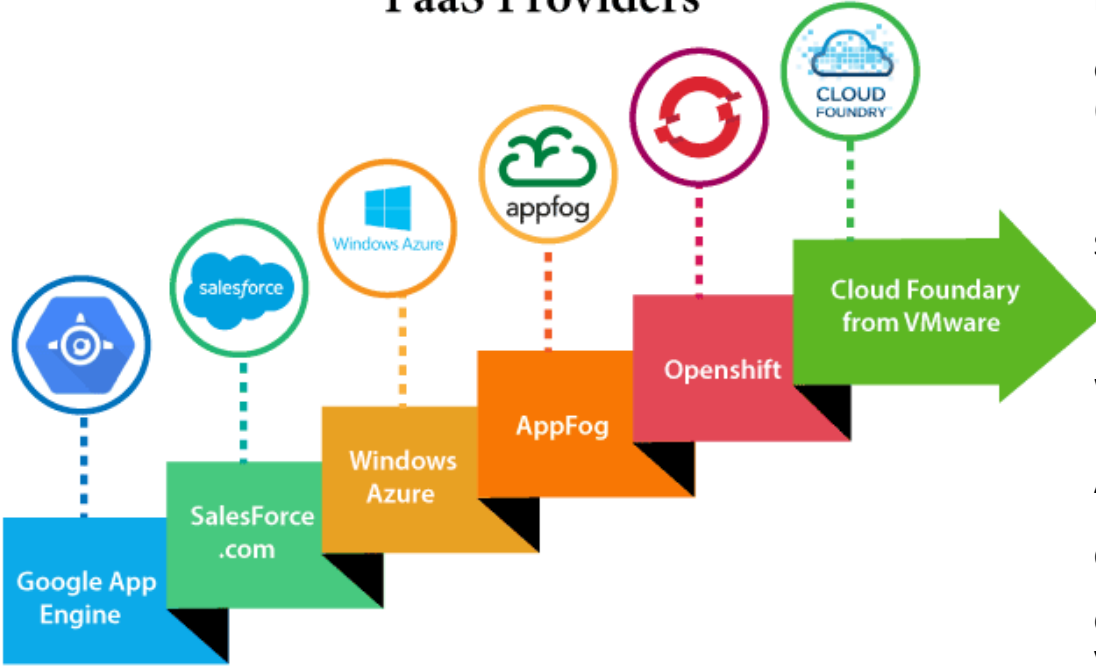 PaaS Providers
CLOUD
FOUNDRY
appfog
Windows Azure
salesforce
Cloud Foundary
from VMware
Openshift
AppFog
Windows
Azure
SalesForce
.com
Google App
Engine